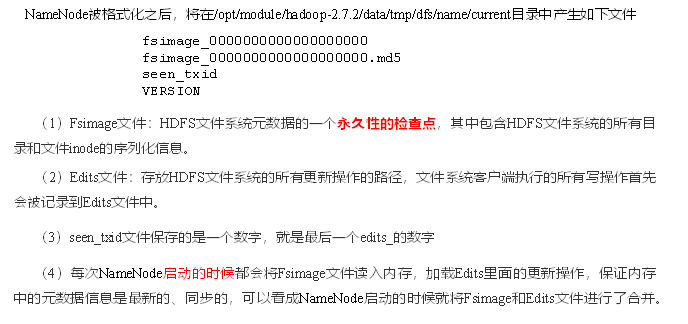 NameNode被格式化之后，将在/opt/module/hadoop-2.7.2/data/tmp/dfs/name/current目录中产生如下文件
fsimage_0000000000000000000
fsimage_0000000000000000000.md5
seen_txid
VERSION
（1）Fsimage文件：HDFS文件系统元数据的一个永久性的检查点，其中包含HDFS文件系统的所有目
录和文件inode的序列化信息。
（2）Edits文件：存放HDFS文件系统的所有更新操作的路径，文件系统客户端执行的所有写操作首先
会被记录到Edits文件中。
（3）seen_txid文件保存的是一个数字，就是最后一个edits_的数字
（4）每次NameNode启动的时候都会将Fsimage文件读入内存，加载Edits里面的更新操作，保证内存
中的元数据信息是最新的、同步的，可以看成NameNode启动的时候就将Fsimage和Edits文件进行了合并。